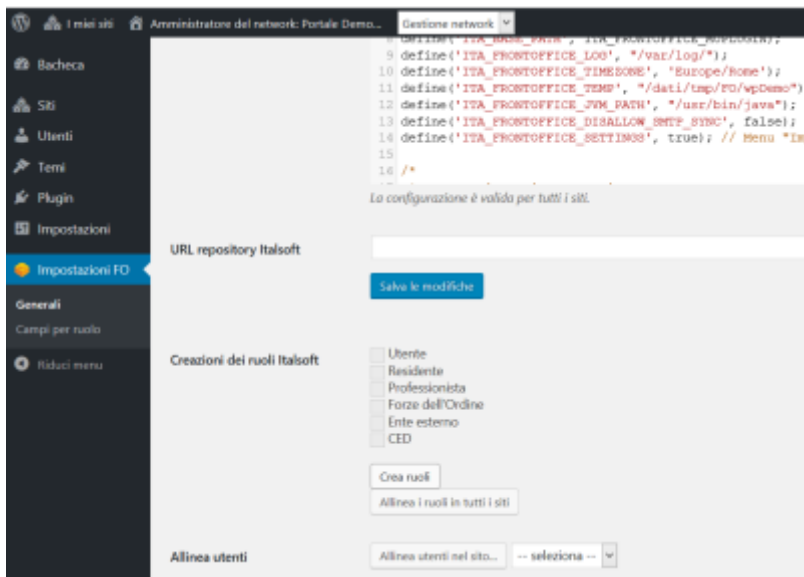 I miei siti Amministratore del network: Portale Demo... Gestione network
Bacheca
Siti
Utenti
Temi
Plugin
Impostazioni
Impostazioni FO
Generali
Campi per ruolo
Riduci menu
8 define('ITA_BASE_PATH', ITA_FRONTOFFICE_MUPLUGIN);
9 define('ITA_FRONTOFFICE_LOG', "/var/log/");
10 define('ITA_FRONTOFFICE_TIMEZONE', 'Europe/Rome');
11 define('ITA_FRONTOFFICE_TEMP', "/dati/tmp/FO/wpDemo")
12 define('ITA_FRONTOFFICE_JVM_PATH', "/usr/bin/java");
13 define('ITA_FRONTOFFICE_DISALLOW_SMTP_SYNC', false);
14 define('ITA_FRONTOFFICE_SETTINGS', true); // Menu "Im
15
16 /*
La configurazione è valida per tutti i siti.
URL repository Italsoft
Salva le modifiche
Creazioni dei ruoli Italsoft
Utente
Residente
Professionista
Forze dell'Ordine
Ente esterno
CED
Crea ruoli
Allinea i ruoli in tutti i siti
Allinea utenti
Allinea utenti nel sito...
-- seleziona --